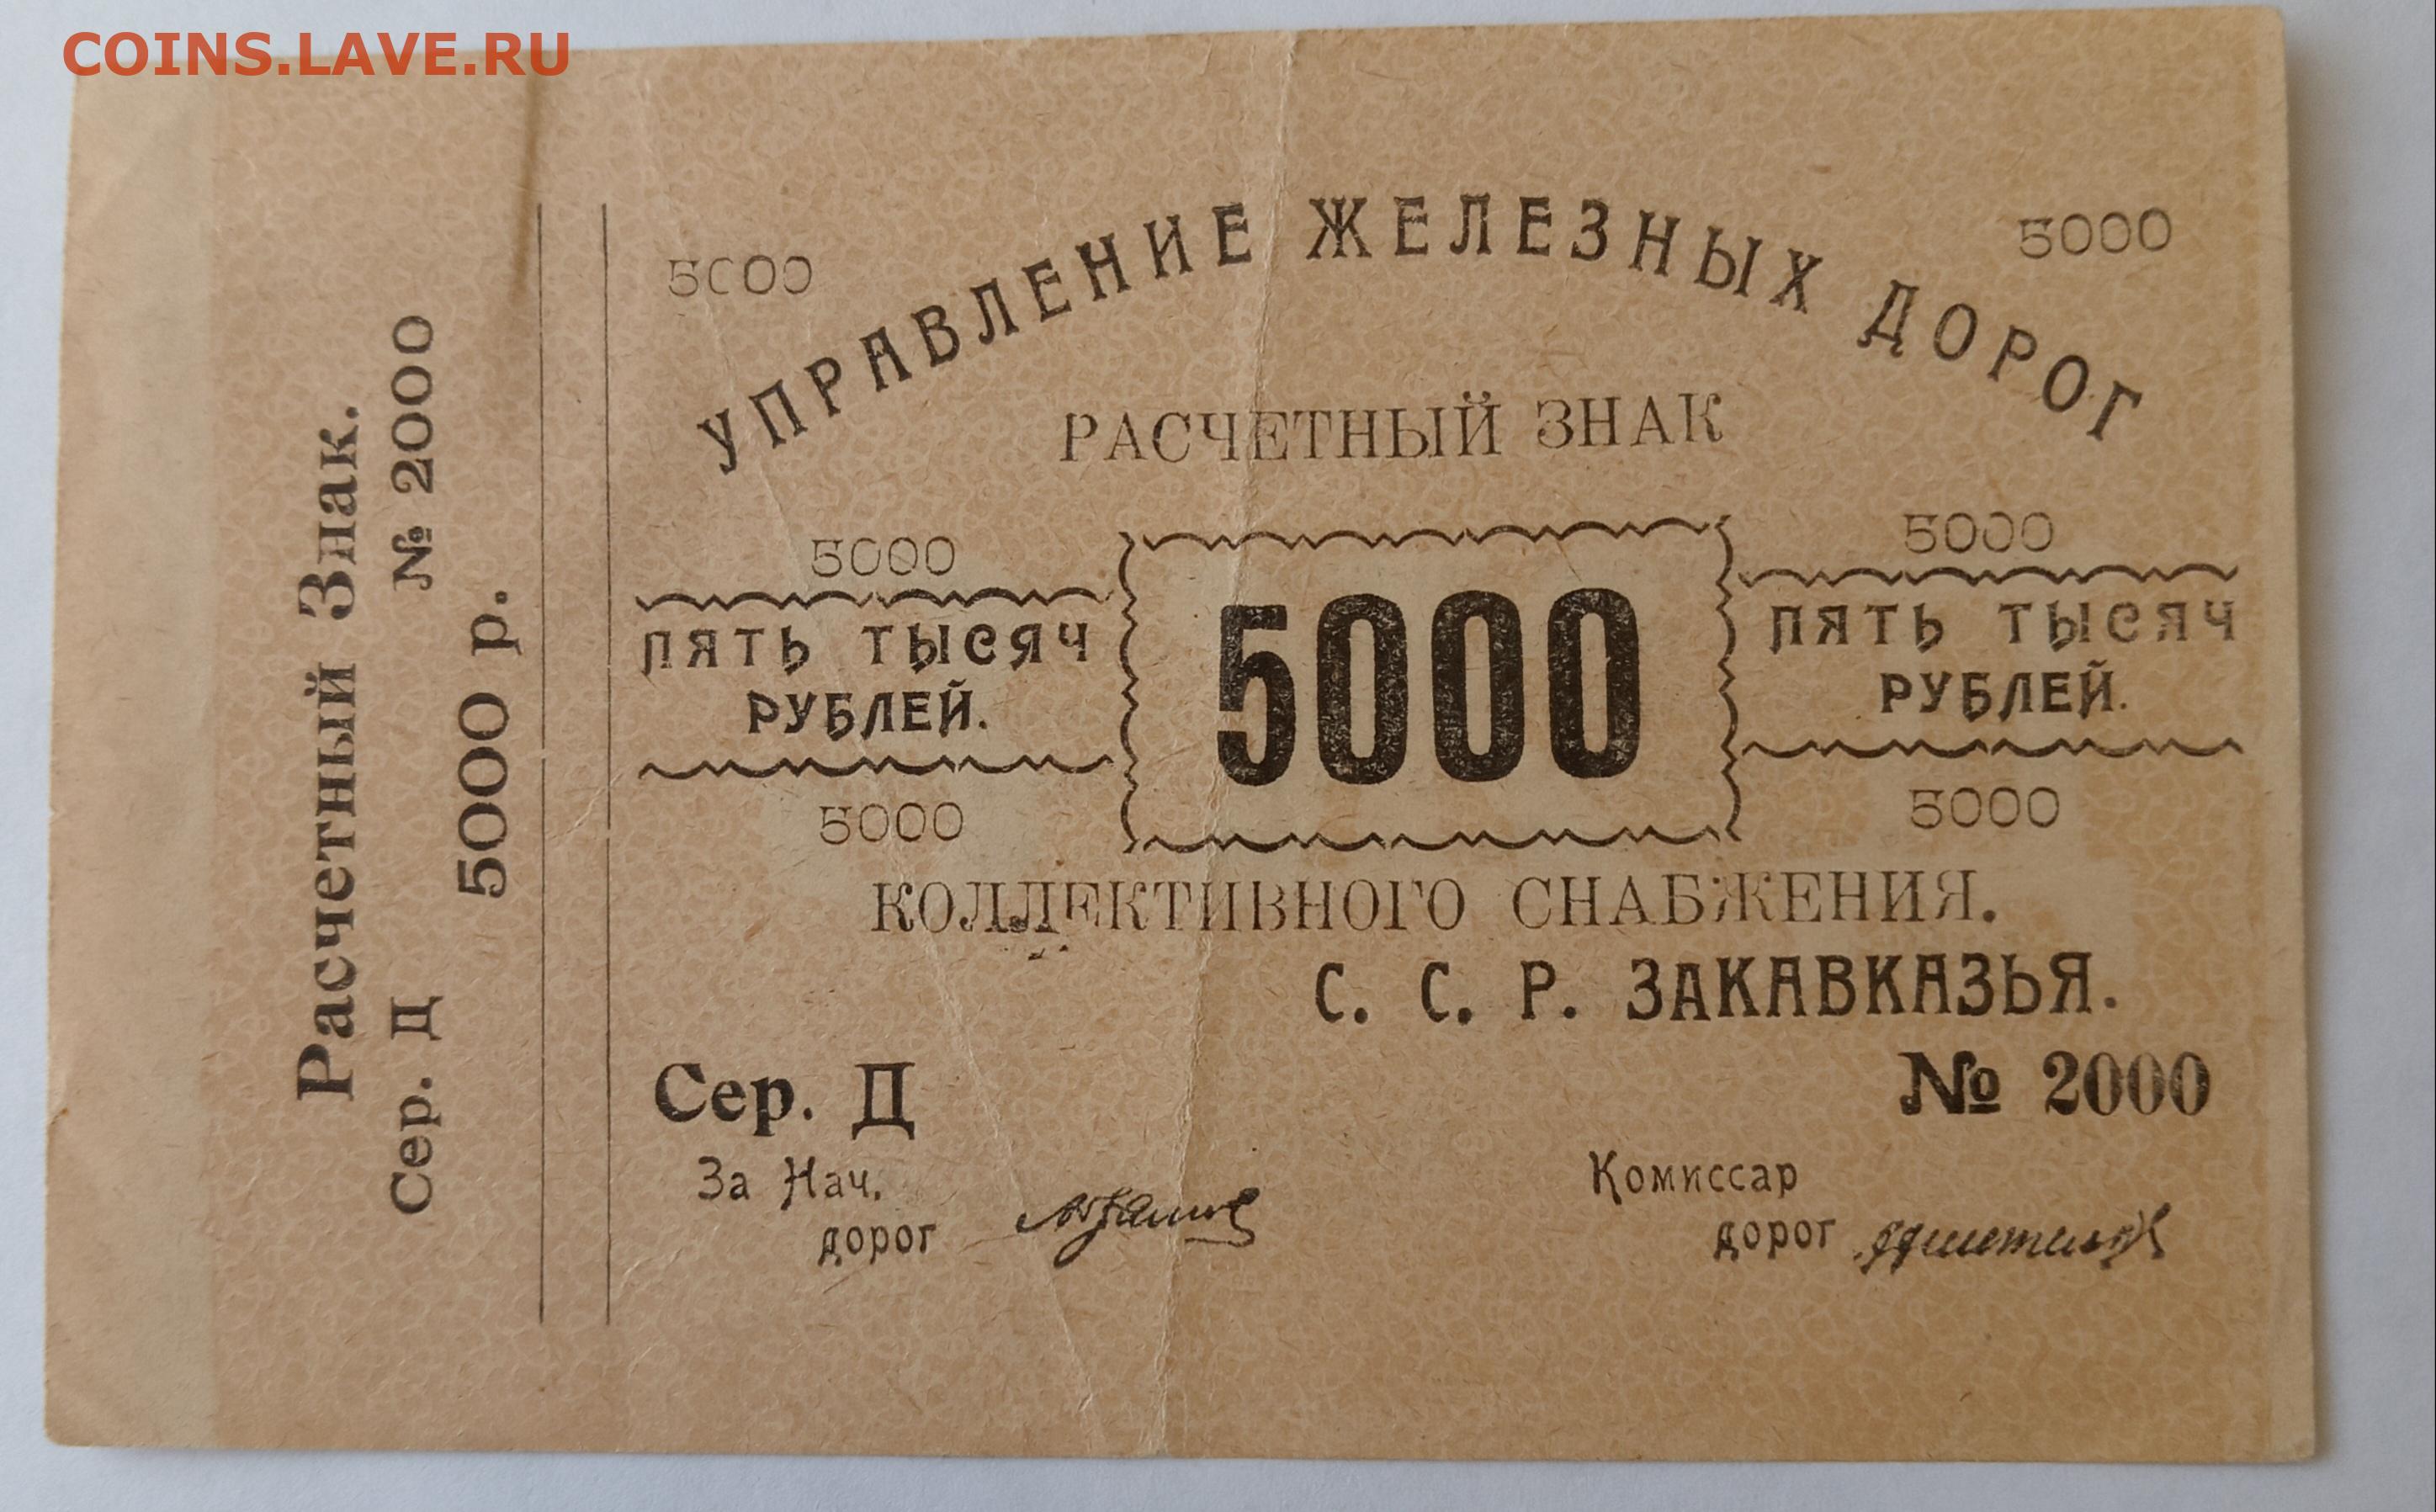 COINS.LAVE.RU
Расчетный Знак.
Сер. Д № 2000
5000 р.
5000 5000
УПРАВЛЕНИЕ ЖЕЛЕЗНЫХ ДОРОГ
РАСЧЕТНЫЙ ЗНАК
5000 5000
ПЯТЬ ТЫСЯЧ 5000 ПЯТЬ ТЫСЯЧ
РУБЛЕЙ. РУБЛЕЙ.
5000 5000
КОЛЛЕКТИВНОГО СНАБЖЕНИЯ.
С. С. Р. ЗАКАВКАЗЬЯ.
Сер. Д № 2000
За Нач. Комиссар
дорог дорог